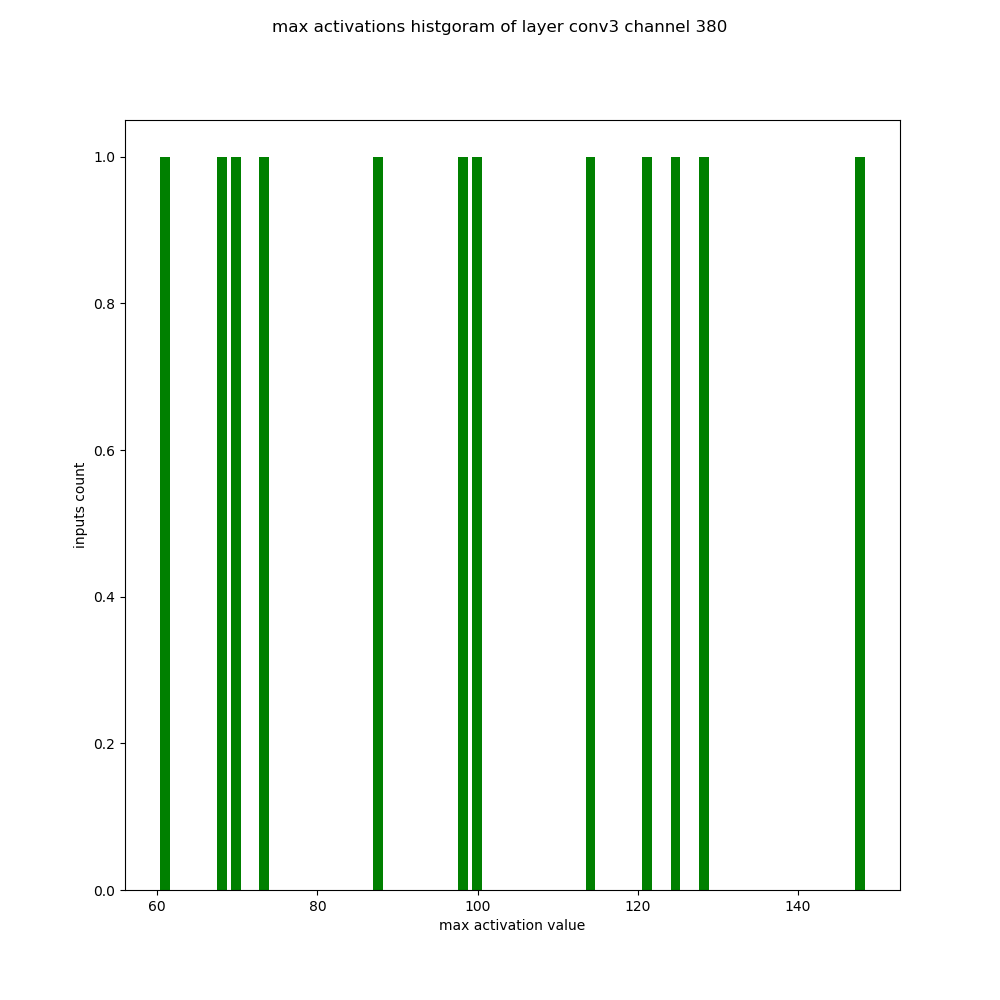 max activations histgoram of layer conv3 channel 380
1.0
0.8
0.6
0.4
0.2
0.0
inputs count
60 80 100 120 140
max activation value